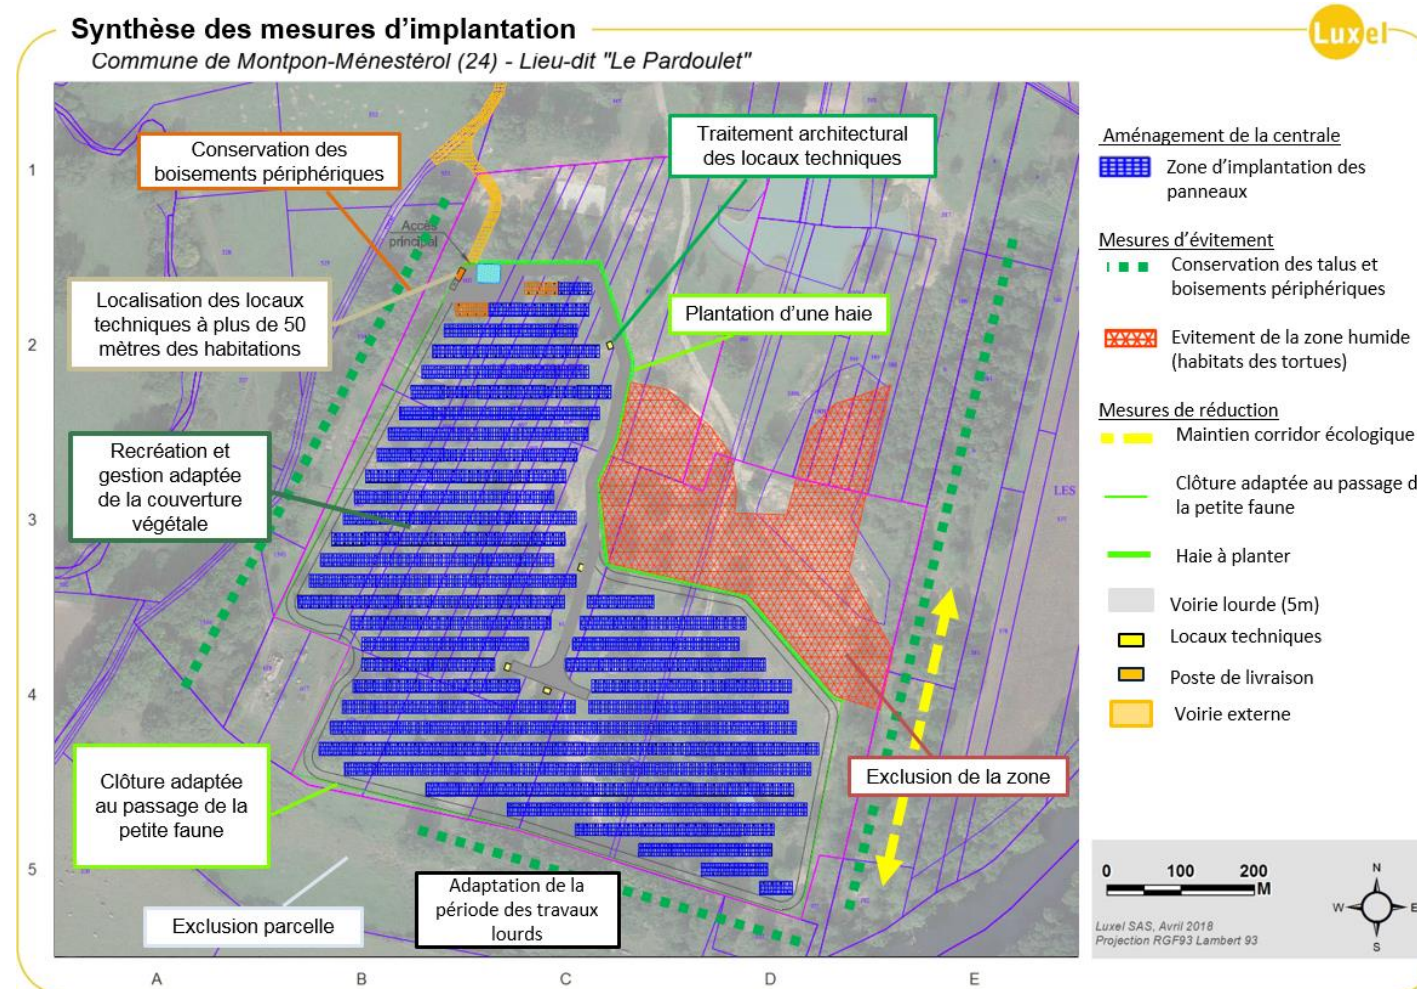 Synthèse des mesures d’implantation
Luxel
Commune de Montpon-Ménestérol (24) - Lieu-dit "Le Pardoulet"
1
2
3
4
5
A
B
C
D
E
Conservation des
boisements périphériques
Traitement architectural
des locaux techniques
Accès
principal
Localisation des locaux
techniques à plus de 50
mètres des habitations
Plantation d’une haie
Recréation et
gestion adaptée
de la couverture
végétale
LES
Clôture adaptée
au passage de la
petite faune
Exclusion de la zone
Adaptation de la
période des travaux
lourds
Exclusion parcelle
Aménagement de la centrale
Zone d’implantation des
panneaux
Mesures d’évitement
Conservation des talus et
boisements périphériques
Evitement de la zone humide
(habitats des tortues)
Mesures de réduction
Maintien corridor écologique
Clôture adaptée au passage d
la petite faune
Haie à planter
Voirie lourde (5m)
Locaux techniques
Poste de livraison
Voirie externe
0 100 200
M
N
W E
S
Luxel SAS, Avril 2018
Projection RGF93 Lambert 93